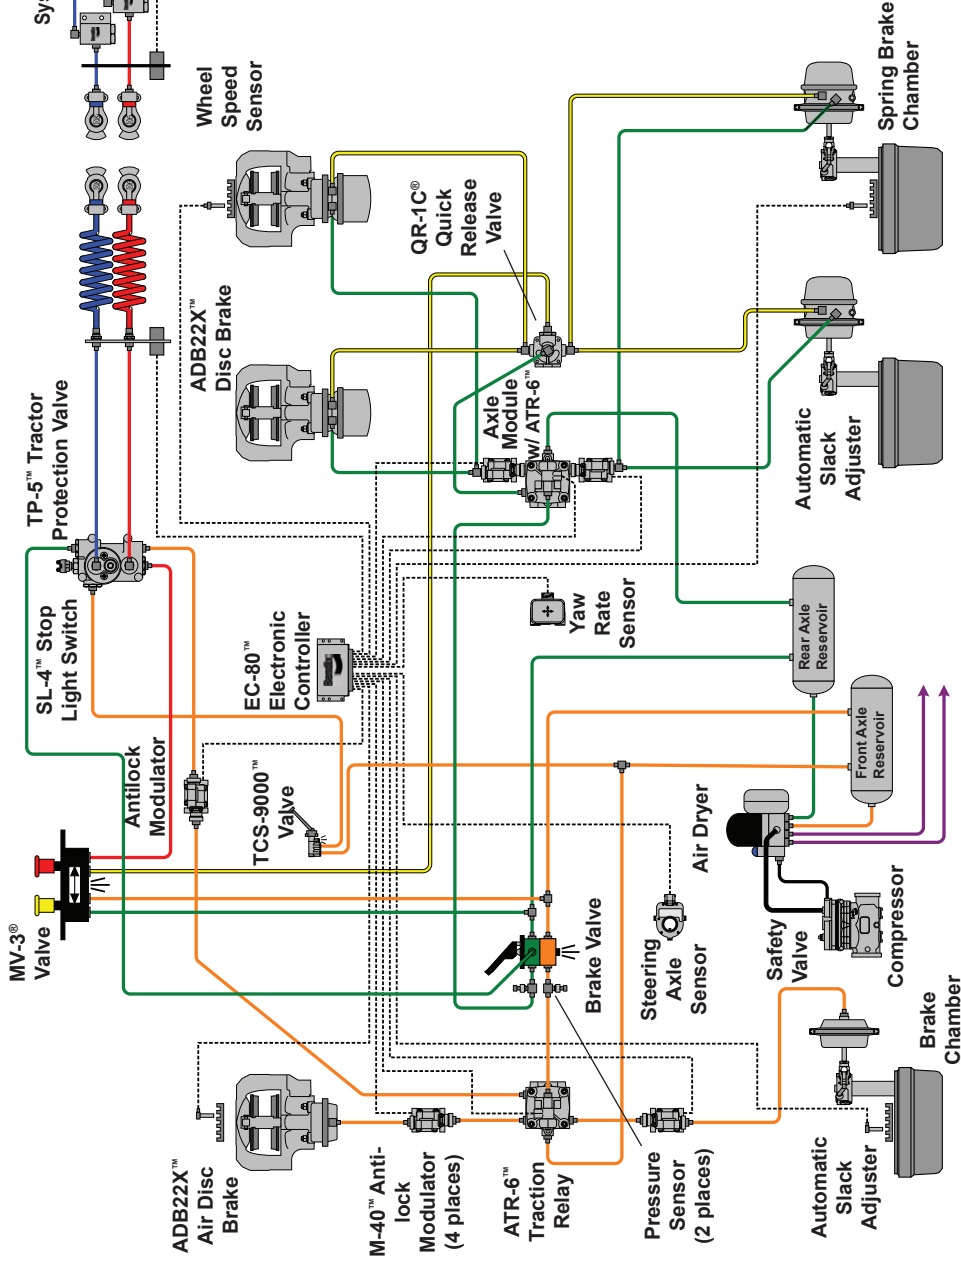 Sys
Wheel
Speed
Sensor
Spring Brake
Chamber
QR-1C®
Quick
Release
Valve
ADB22X™
Disc Brake
TP-5™ Tractor
Protection Valve
Axle
Module
w/ ATR-6™
Automatic
Slack
Adjuster
SL-4™ Stop
Light Switch
EC-80™
Electronic
Controller
Bendix
Yaw
Rate
Sensor
Rear Axle
Reservoir
Front Axle
Reservoir
Antilock
Modulator
TCS-9000™
Valve
Air Dryer
MV-3®
Valve
Brake Valve
Steering
Axle
Sensor
Safety
Valve
Compressor
Brake
Chamber
ADB22X™
Air Disc
Brake
M-40™ Anti-
lock
Modulator
(4 places)
ATR-6™
Traction
Relay
Pressure
Sensor
(2 places)
Automatic
Slack
Adjuster